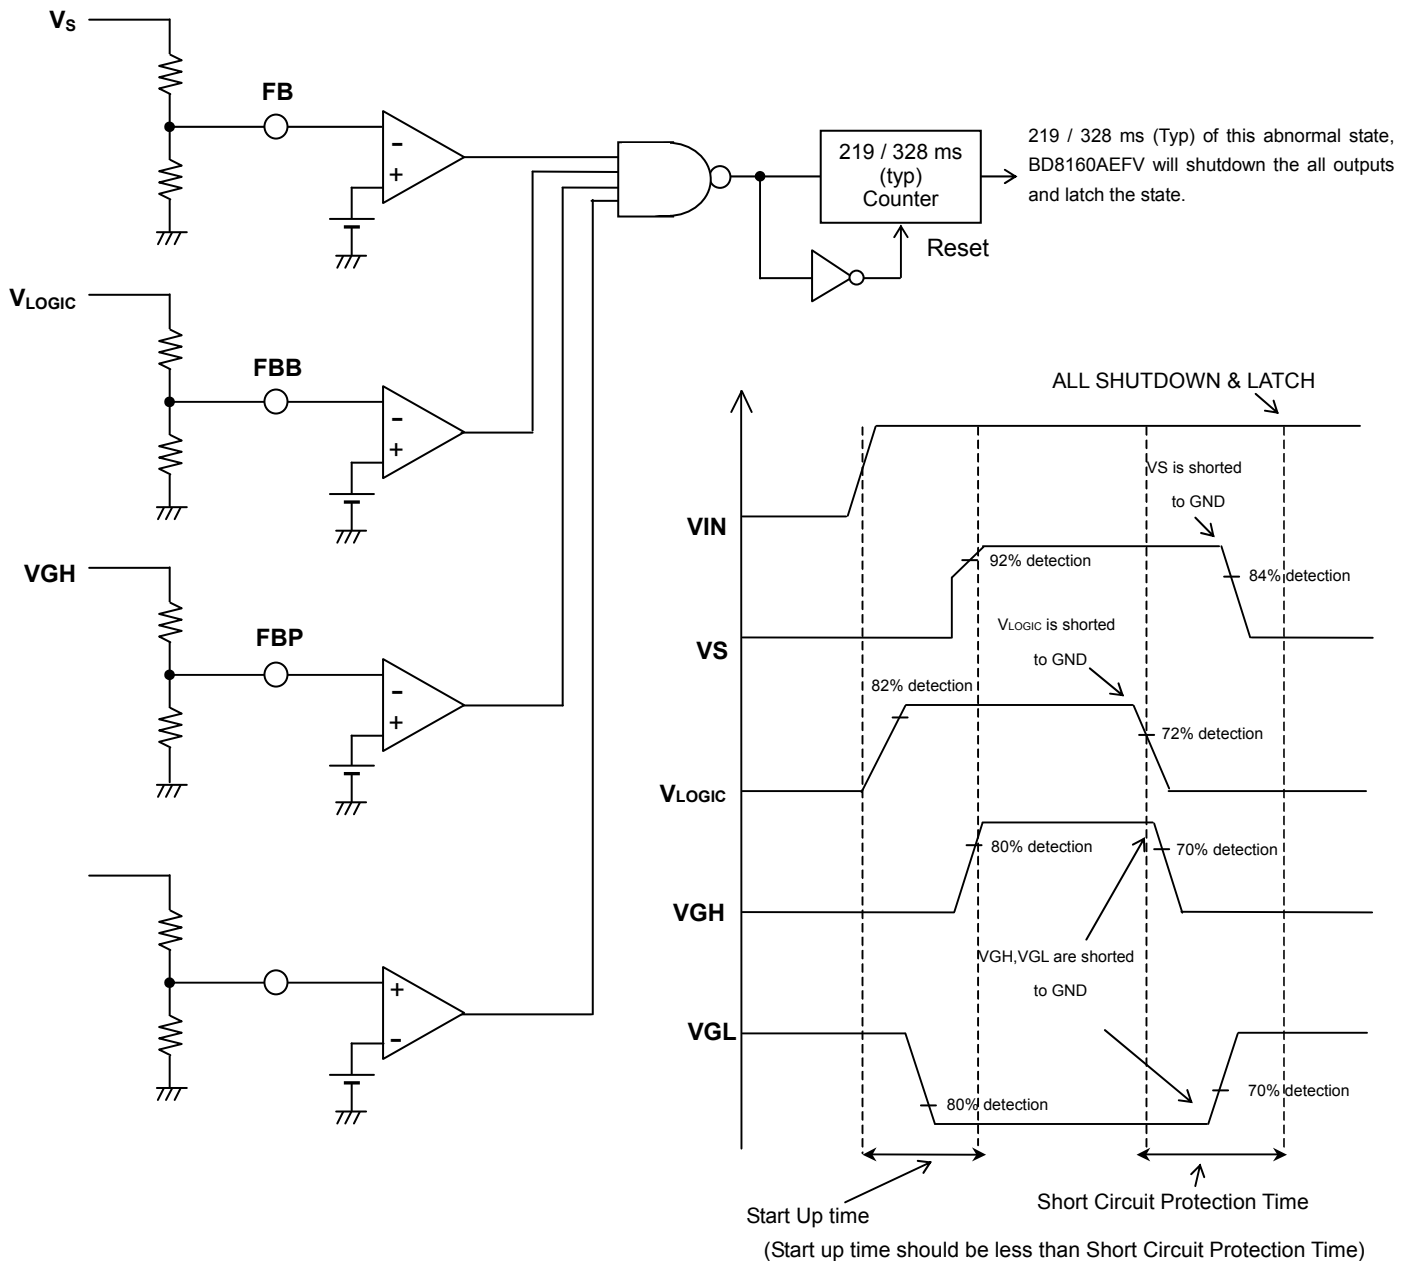 VS
FB
-
+
219 / 328 ms
(typ)
Counter
Reset
219 / 328 ms (Typ) of this abnormal state,
BD8160AEFV will shutdown the all outputs
and latch the state.
VLOGIC
FBB
-
+
VGH
FBP
-
+
+
-
ALL SHUTDOWN & LATCH
VIN
VS is shorted
to GND
92% detection
84% detection
VS
VLOGIC is shorted
to GND
82% detection
72% detection
VLOGIC
80% detection
70% detection
VGH
VGH,VGL are shorted
to GND
VGL
80% detection
70% detection
Start Up time
Short Circuit Protection Time
(Start up time should be less than Short Circuit Protection Time)